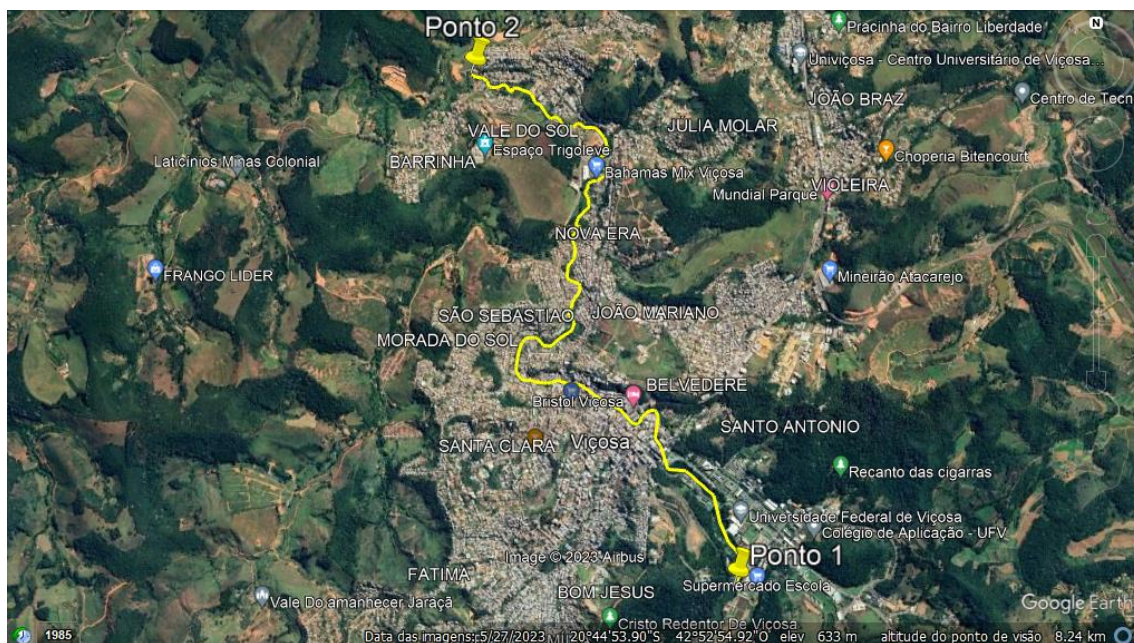 Ponto 2
Pracinha do Bairro Liberdade
N
Univiçosa - Centro Universitário de Viçosa
JOÃO BRAZ
Centro de Tecn
JÚLIA MOLAR
VALE DO SOL
Espaço Trigoleve
BARRINHA
Laticínios Minas Colonial
Choperia Bitencourt
Bahamas Mix Viçosa
VIOLEIRA
Mundial Parque
NOVA ERA
FRANGO LIDER
Mineirão Atacarejo
SÃO SEBASTIÃO
JOÃO MARIANO
MORADA DO SOL
BELVEDERE
Bristol Viçosa
SANTO ANTONIO
SANTA CLARA
Viçosa
Recanto das cigarras
Universidade Federal de Viçosa
Colégio de Aplicação - UFV
Image © 2023 Airbus
Ponto 1
FATIMA
Supermercado Escola
BOM JESUS
Vale Do amanhecer Jaraçã
Google Earth
Cristo Redentor De Viçosa
1985
Data das imagens: 5/27/2023 20°44'53.90"S 42°52'54.92"O elev 633 m altitude do ponto de visão 8.24 km